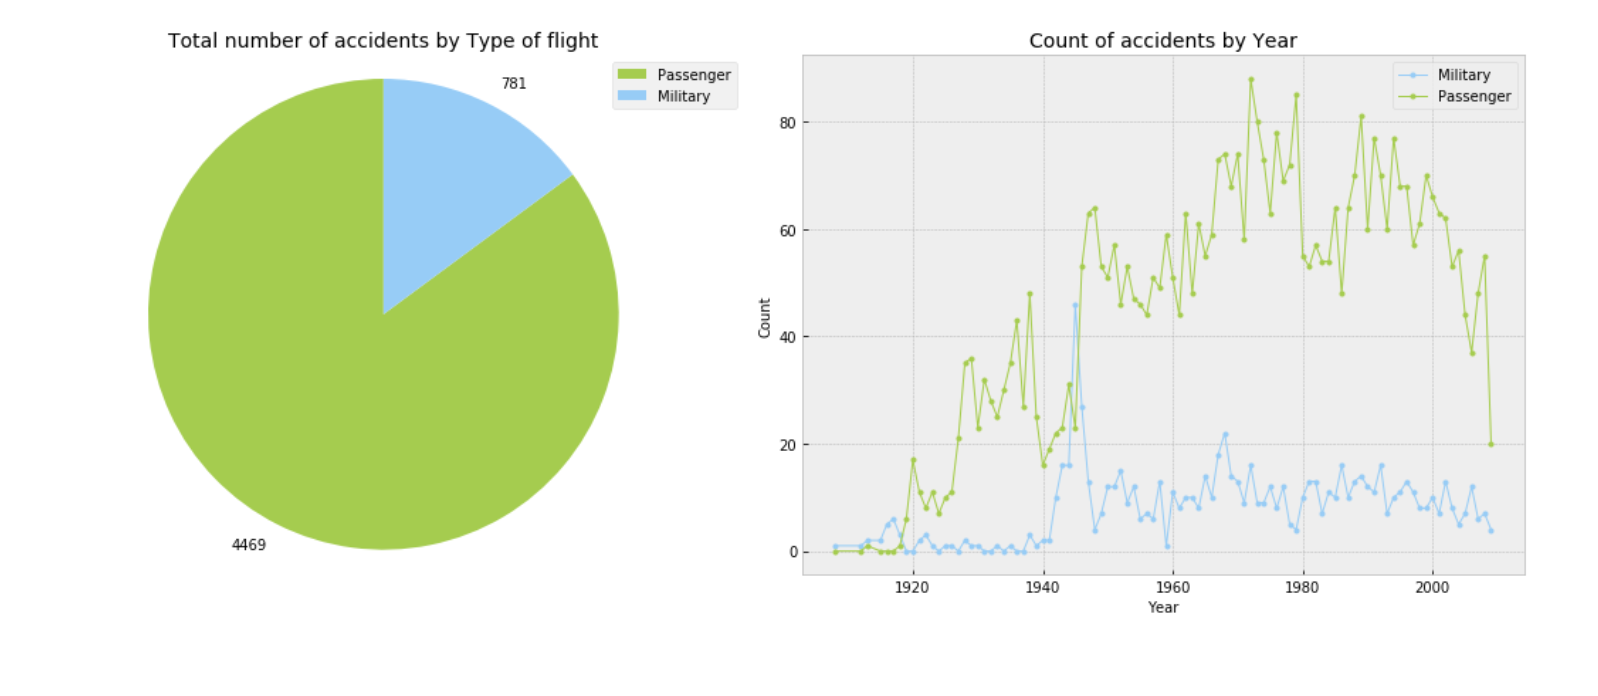 Total number of accidents by Type of flight
781
Passenger
Military
4469
Count of accidents by Year
Military
Passenger
80
60
40
20
0
Count
1920 1940 1960 1980 2000
Year